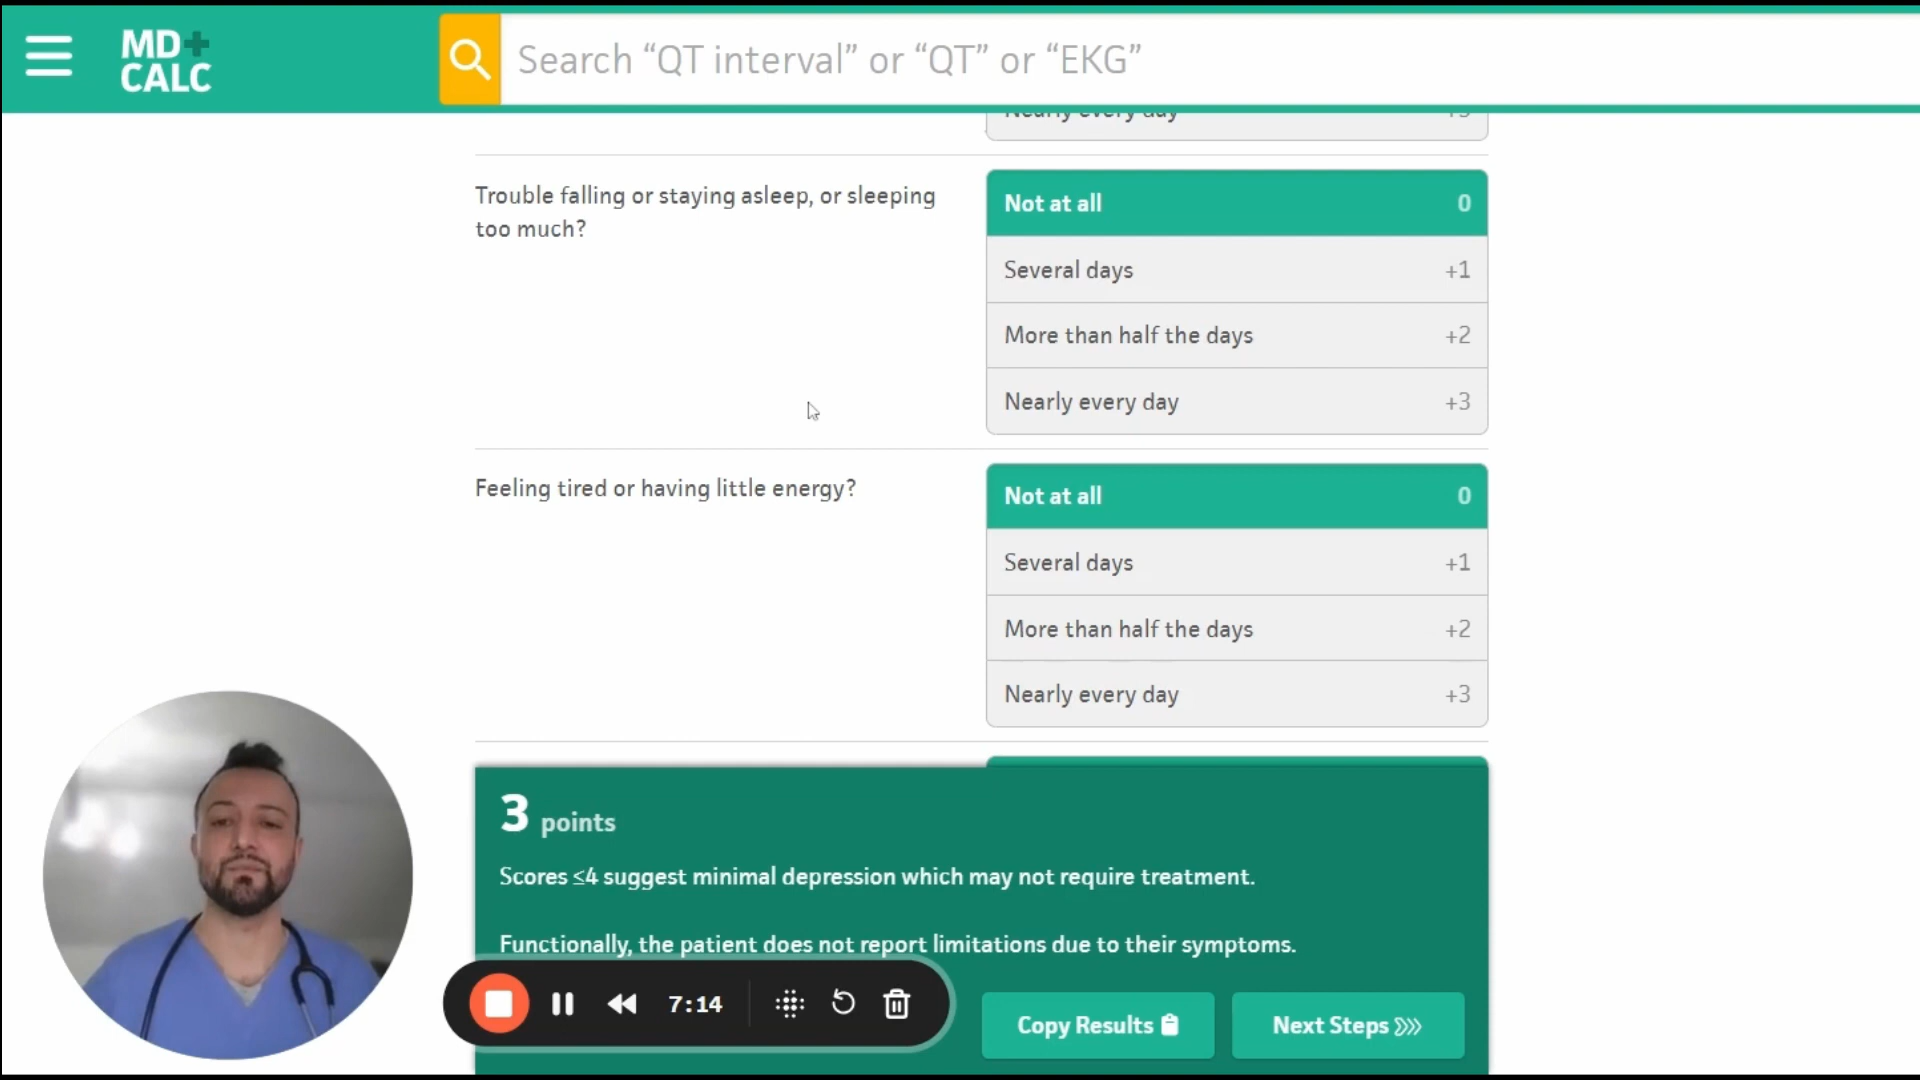 MD+
CALC
Search “QT interval” or “QT” or “EKG”
Nearly every day +3
Trouble falling or staying asleep, or sleeping
too much?
Not at all 0
Several days +1
More than half the days +2
Nearly every day +3
Feeling tired or having little energy?
Not at all 0
Several days +1
More than half the days +2
Nearly every day +3
3 points
Scores ≤4 suggest minimal depression which may not require treatment.
Functionally, the patient does not report limitations due to their symptoms.
7:14
Copy Results
Next Steps